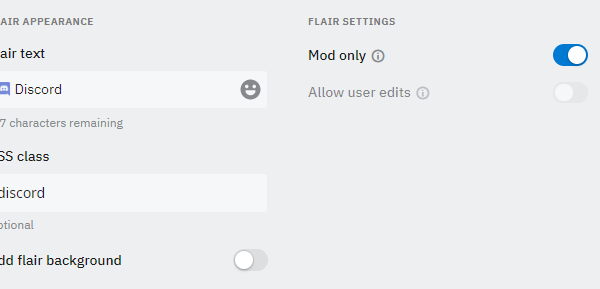 AIR APPEARANCE
air text
Discord
7 characters remaining
SS class
discord
ptional
dd flair background
FLAIR SETTINGS
Mod only
Allow user edits